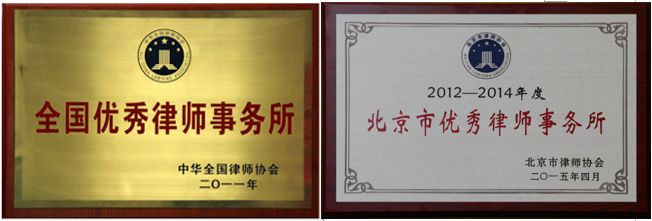 全国优秀律师事务所
中华全国律师协会
二〇一一年
2012—2014年度
北京市优秀律师事务所
北京市律师协会
二〇一五年四月